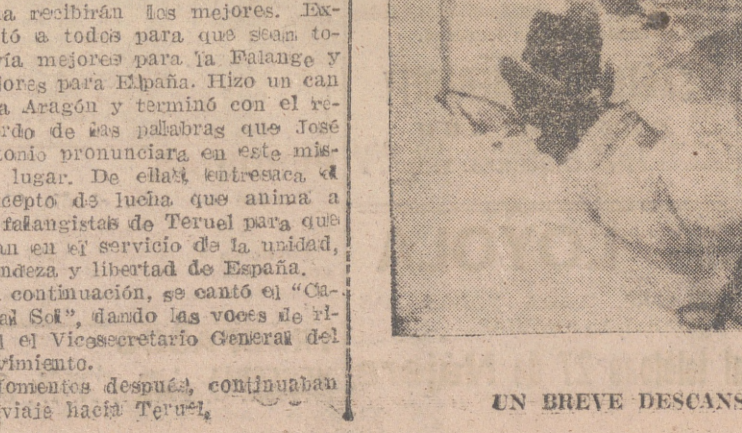 a recibirán los mejores. Ex-
tó a todos para que sean to-
ía mejores para la Falange y
ores para España. Hizo un can
a Aragón y terminó con el re-
rdo de las palabras que José
tonio pronunciara en este mis-
lugar. De ellas, entresaca el
cepto de lucha que anima a
falangistas de Teruel para que
an en el servicio de la unidad,
ndeza y libertad de España.
continuación, se cantó el "Ca-
al Sol", dando las voces de ri-
el Vicesecretario General del
vimiento.
omentos después, continuaban
viaje hacia Teruel.
UN BREVE DESCANS